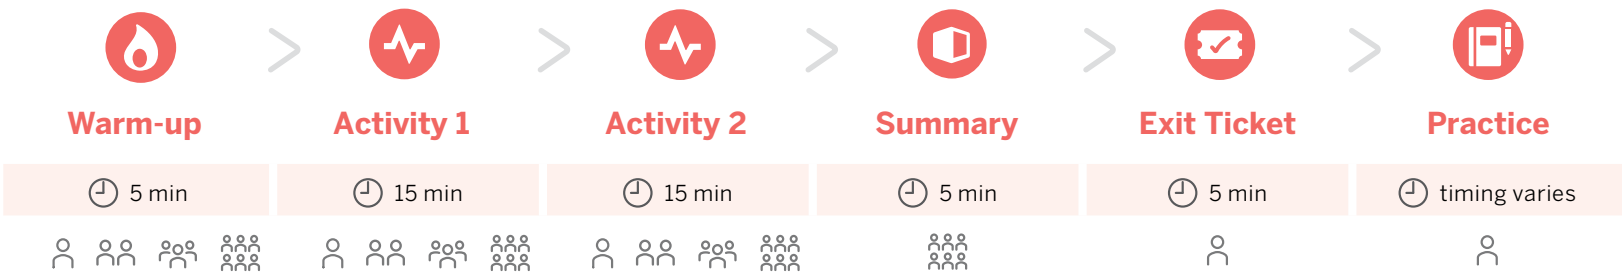 Warm-up
Activity 1
Activity 2
Summary
Exit Ticket
Practice
5 min
15 min
15 min
5 min
5 min
timing varies